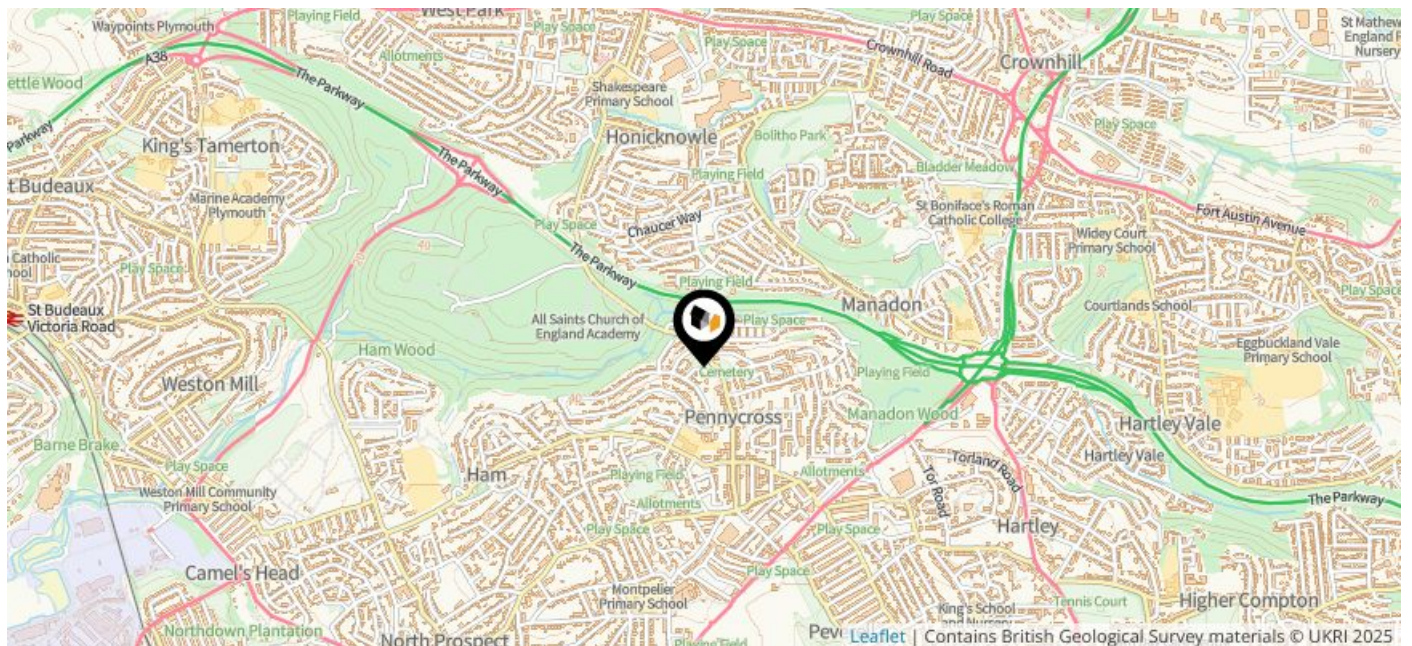 West Park
Playing Field
Play Space
Waypoints Plymouth
Play Space
St Mathew
England P
Nursery
A38
Allotments
Play Space
Crownhill Road
Crownhill
ettle Wood
The Parkway
Shakespeare
Primary School
Parkway
King's Tamerton
Honicknowle
Bolitho Park
Play Space
The Parkway
Bladder Meadow
t Budeaux
Playing Field
Marine Academy
Plymouth
St Boniface's Roman
Catholic College
Fort Austin Avenue
Play Space
Chaucer Way
Widey Court
Primary School
Catholic
hool
Play Space
The Parkway
Playing Field
Play Space
St Budeaux
Victoria Road
Manadon
Courtlands School
All Saints Church of
England Academy
Play Space
Ham Wood
Eggbuckland Vale
Primary School
Cemetery
Playing Field
Weston Mill
Pennycross
Manadon Wood
Hartley Vale
Barne Brake
Hartley Vale
Play Space
Ham
Playing Field
Allotments
Torland Road
Tor Road
Weston Mill Community
Primary School
Allotments
The Parkway
Play Space
Play Space
Hartley
Camel's Head
Play Space
Montpelier
Primary School
Tennis Court
Higher Compton
King's School
and Nursery
Northdown Plantation
North Prospect
Playing Field
Peve
Leaflet | Contains British Geological Survey materials © UKRI 2025